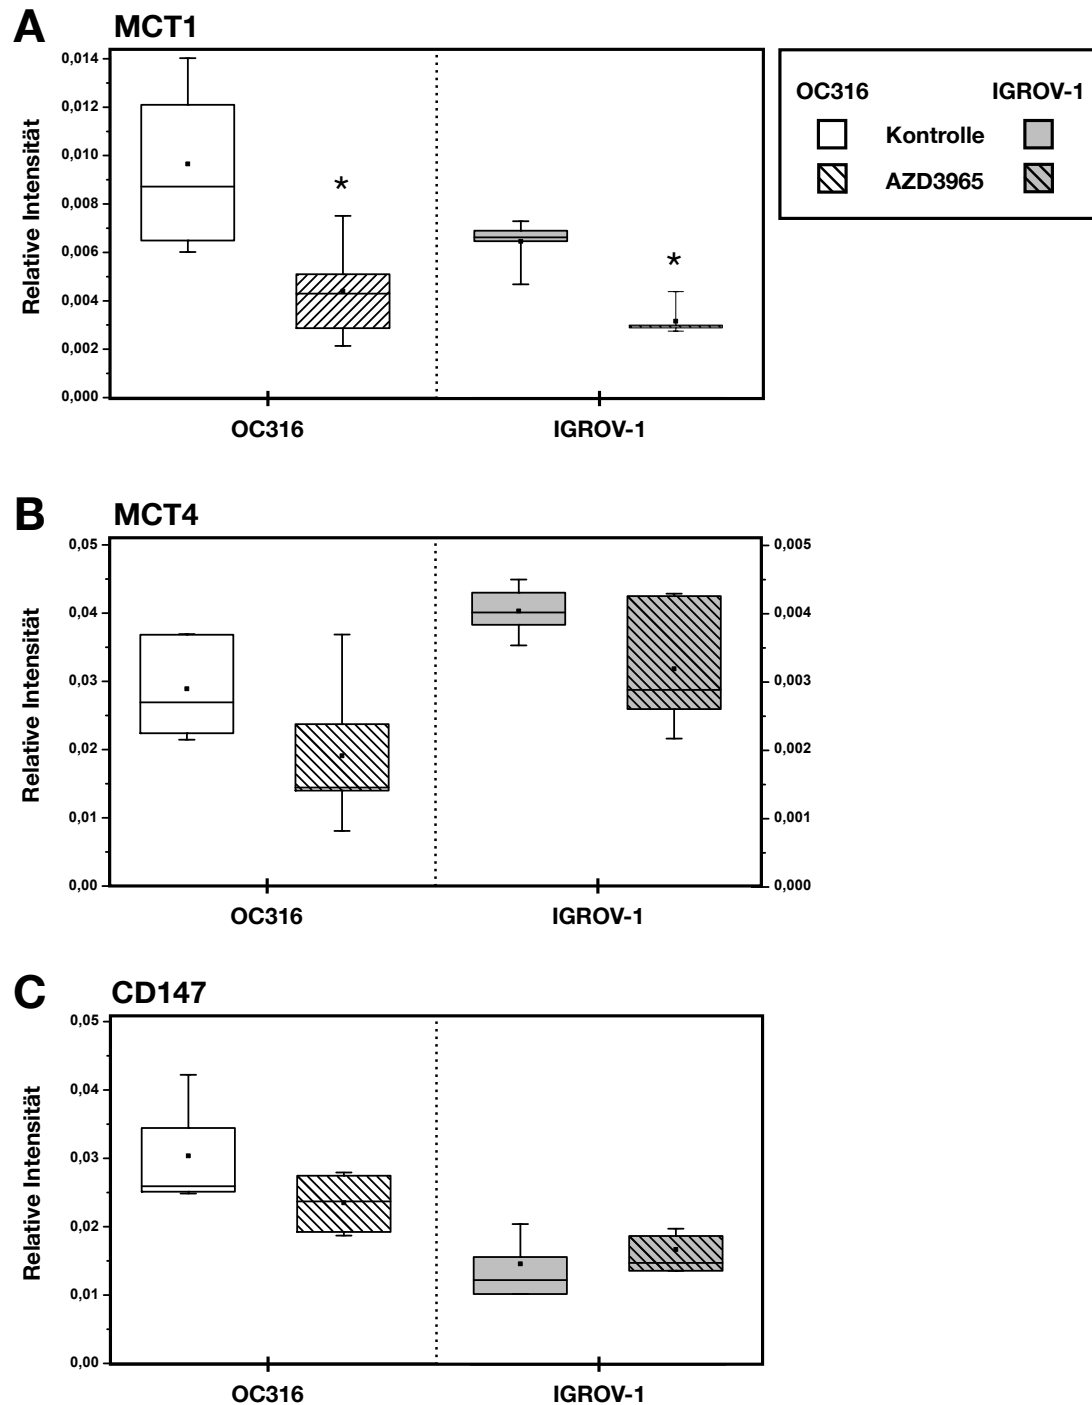 A MCT1
OC316 IGROV-1
Kontrolle
AZD3965
Relative Intensität
0,014
0,012
0,010
0,008
0,006
0,004
0,002
0,000
*
*
OC316 IGROV-1
B MCT4
Relative Intensität
0,05 0,005
0,04 0,004
0,03 0,003
0,02 0,002
0,01 0,001
0,00 0,000
OC316 IGROV-1
C CD147
Relative Intensität
0,05
0,04
0,03
0,02
0,01
0,00
OC316 IGROV-1